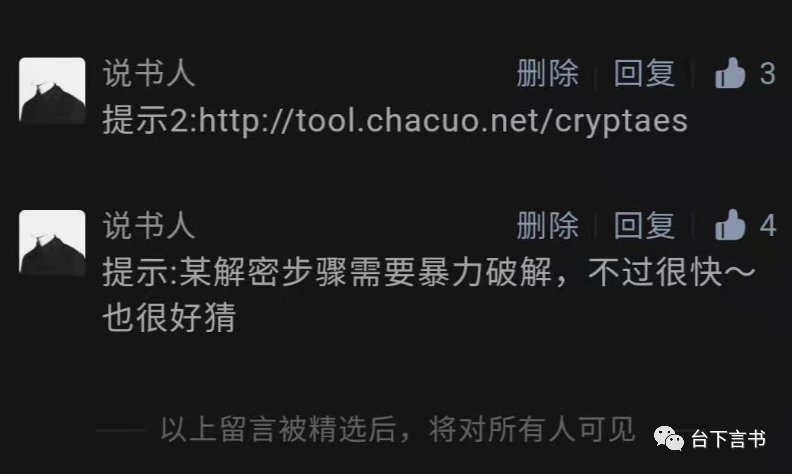 说书人 删除 回复 3
提示2:http://tool.chacuo.net/cryptaes
说书人 删除 回复 4
提示:某解密步骤需要暴力破解，不过很快～
也很好猜
以上留言被精选后，将对所有人可见
台下言书